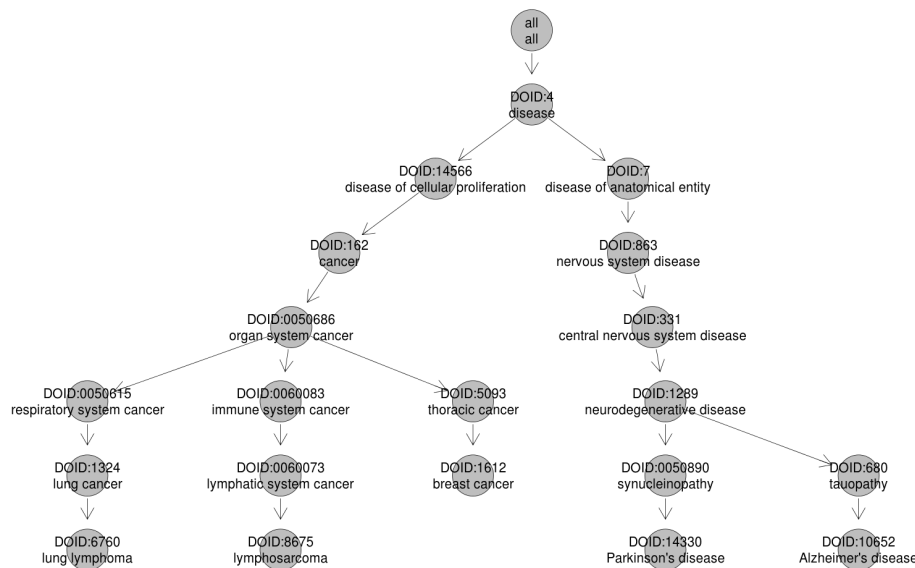 all
all
DOID:4
disease
DOID:14566
disease of cellular proliferation
DOID:7
disease of anatomical entity
DOID:162
cancer
DOID:863
nervous system disease
DOID:0050686
organ system cancer
DOID:331
central nervous system disease
DOID:0050615
respiratory system cancer
DOID:0060083
immune system cancer
DOID:5093
thoracic cancer
DOID:1289
neurodegenerative disease
DOID:1324
lung cancer
DOID:0060073
lymphatic system cancer
DOID:1612
breast cancer
DOID:0050890
synucleinopathy
DOID:680
tauopathy
DOID:6760
lung lymphoma
DOID:8675
lymphosarcoma
DOID:14330
Parkinson's disease
DOID:10652
Alzheimer's disease